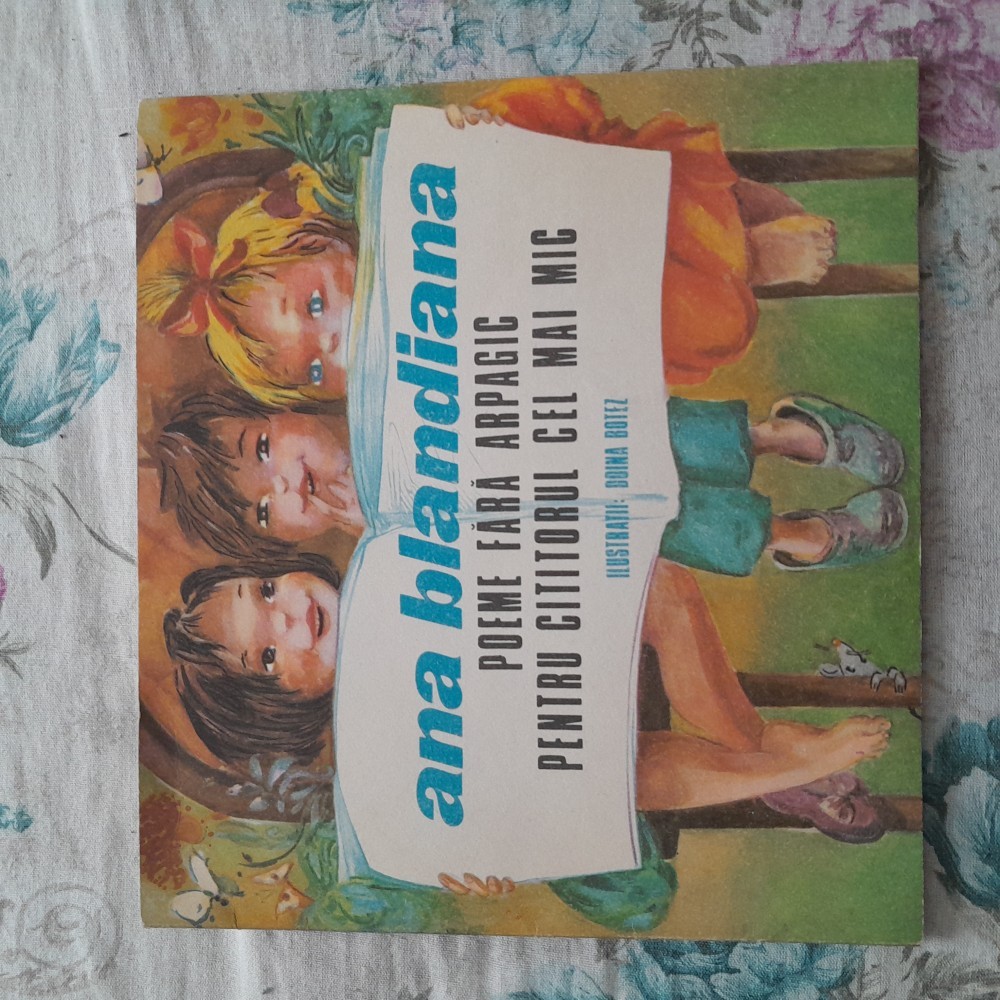 ana blandiana
POEME FĂRĂ ARPAGIC
PENTRU CITITORUL CEL MAI MIC
ILUSTRAȚII: DOINA BOTEZ